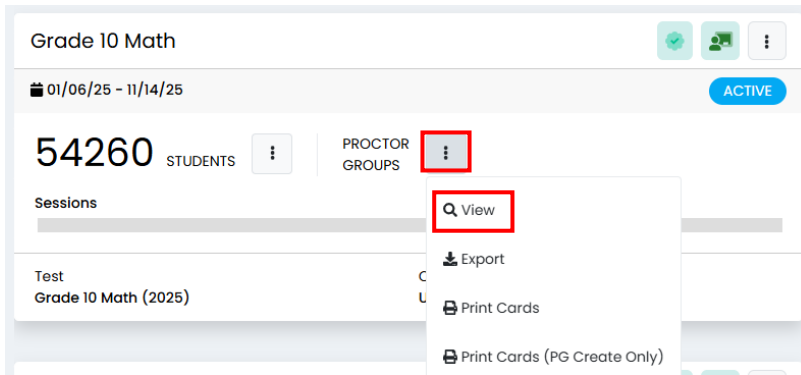 Grade 10 Math
01/06/25 - 11/14/25
ACTIVE
54260 STUDENTS
PROCTOR
GROUPS
Sessions
View
Export
Print Cards
Print Cards (PG Create Only)
Test
Grade 10 Math (2025)